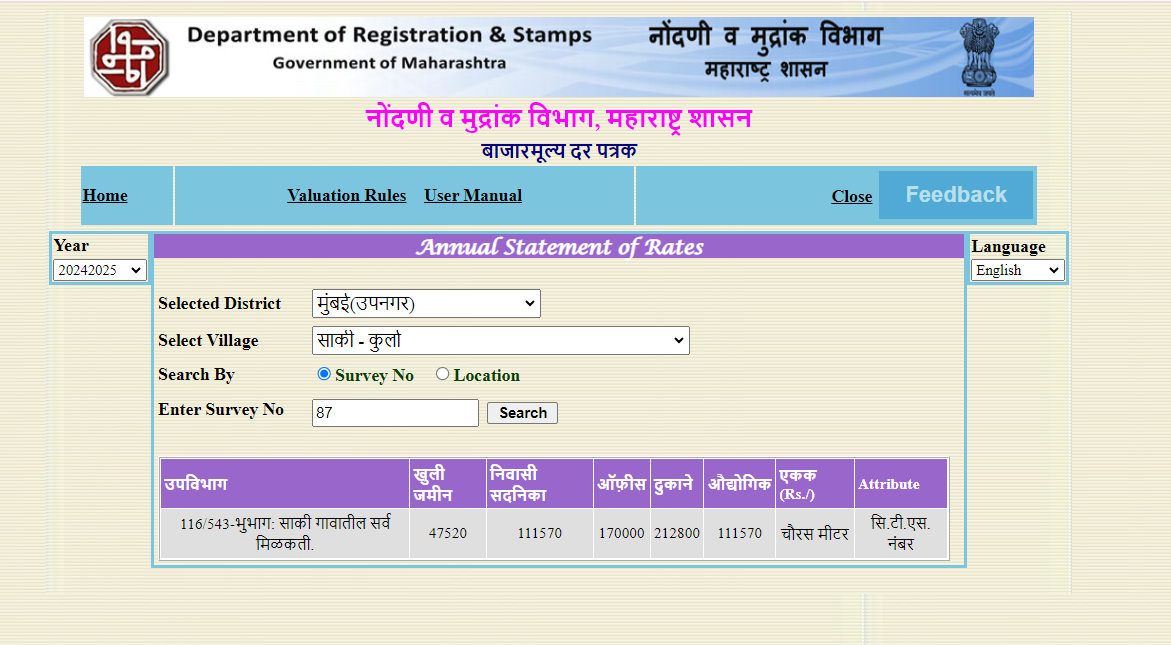 Department of Registration & Stamps
Government of Maharashtra
नोंदणी व मुद्रांक विभाग
महाराष्ट्र शासन
नोंदणी व मुद्रांक विभाग, महाराष्ट्र शासन
बाजारमूल्य दर पत्रक
Home Valuation Rules User Manual Close Feedback
Year
20242025
Annual Statement of Rates
Language
English
Selected District मुंबई(उपनगर)
Select Village साकी - कुर्ला
Search By Survey No Location
Enter Survey No 87 Search
उपविभाग खुली जमीन निवासी सदनिका ऑफ़ीस दुकाने औद्योगिक एकक (Rs./) Attribute
116/543-भुभाग: साकी गावातील सर्व मिळकती. 47520 111570 170000 212800 111570 चौरस मीटर सि.टी.एस. नंबर